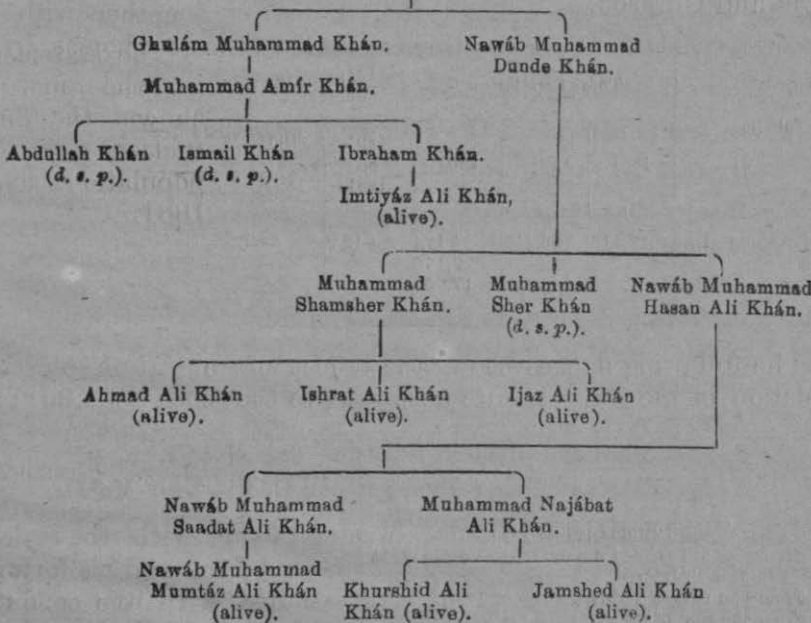 Ghulám Muhammad Khán. Nawáb Muhammad
Dunde Khán.
Muhammad Amír Khán.
Abdullah Khán Ismail Khán Ibraham Khán.
(d. s. p.). (d. s. p.).
Imtiyáz Ali Khán,
(alive).
Muhammad Muhammad Nawáb Muhammad
Shamsher Khán. Sher Khán Hasan Ali Khán.
(d. s. p.).
Ahmad Ali Khán Ishrat Ali Khán Ijaz Ali Khán
(alive). (alive). (alive).
Nawáb Muhammad Muhammad Najábat
Saadat Ali Khán. Ali Khán.
Nawáb Muhammad
Mumtáz Ali Khán Khurshid Ali Jamshed Ali Khán
(alive). Khán (alive). (alive).